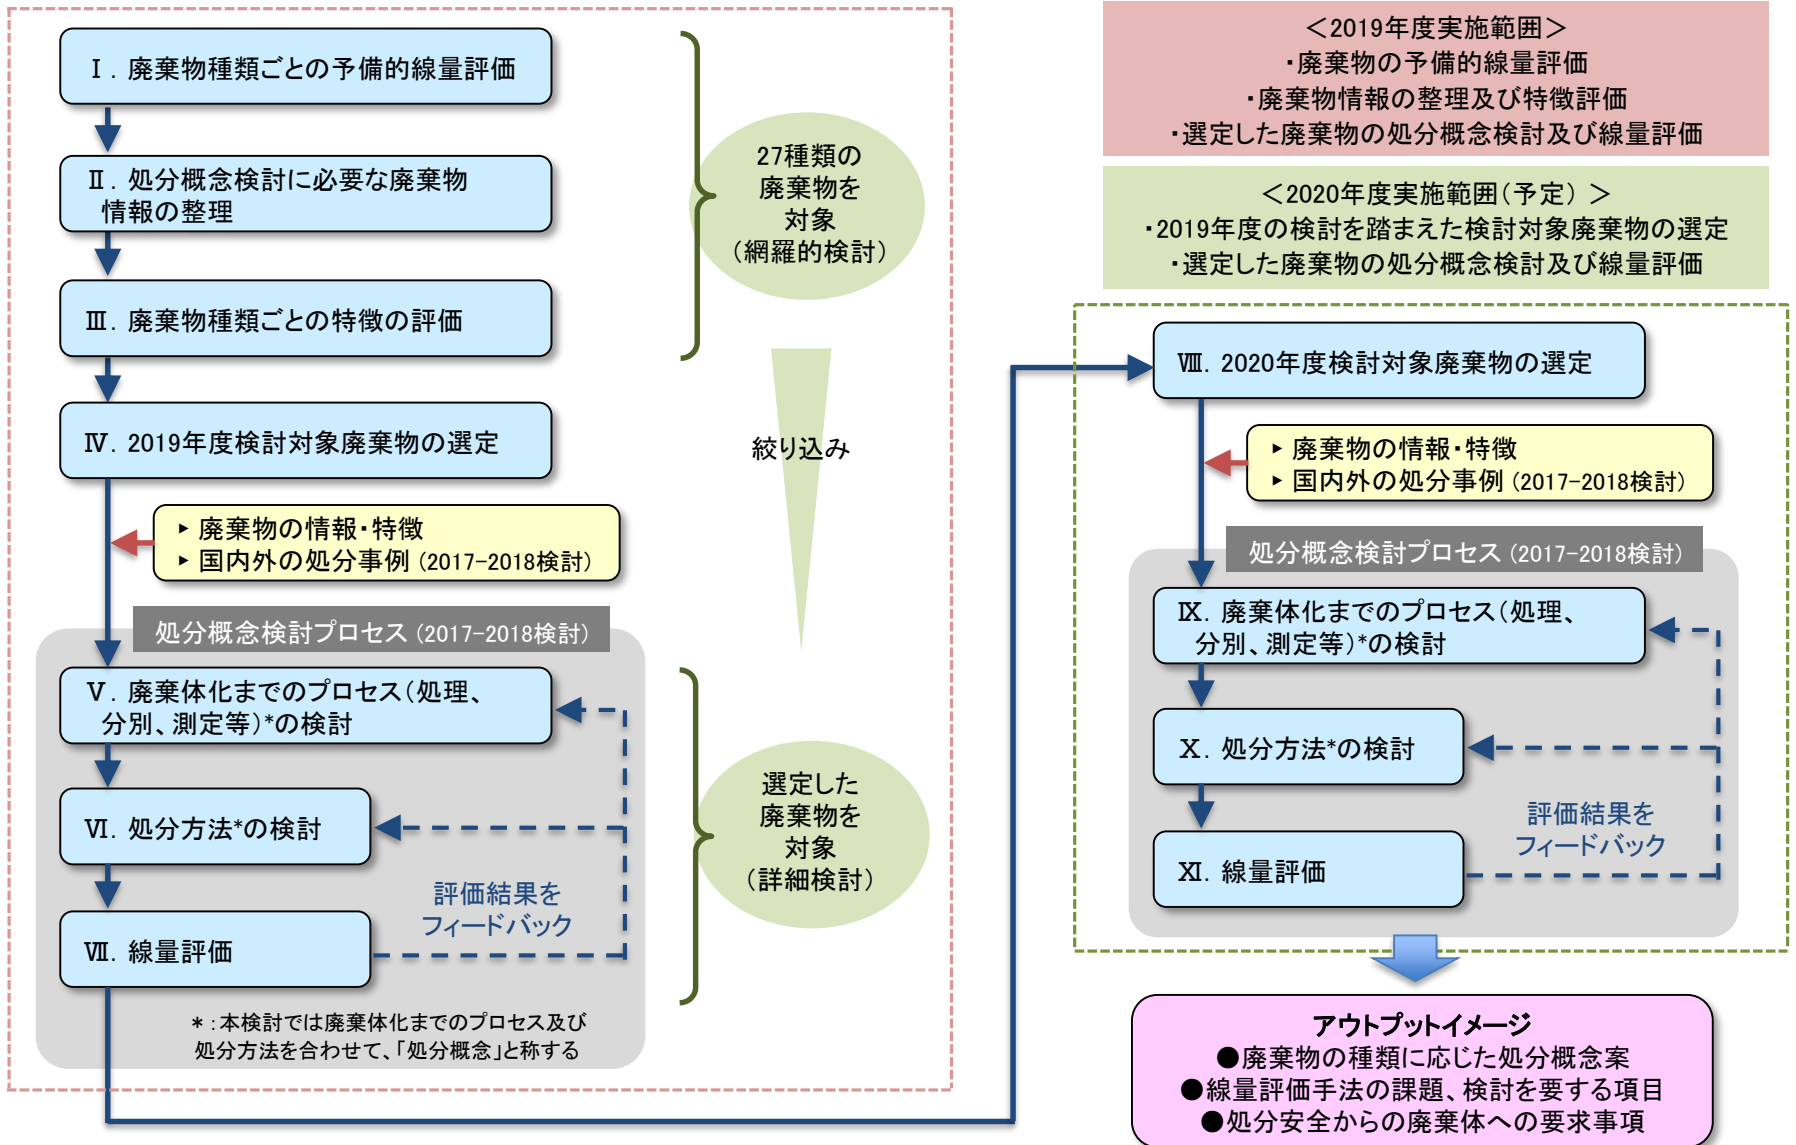 Ⅰ．廃棄物種類ごとの予備的線量評価
Ⅱ．処分概念検討に必要な廃棄物
情報の整理
Ⅲ．廃棄物種類ごとの特徴の評価
27種類の
廃棄物を
対象
（網羅的検討）
Ⅳ．2019年度検討対象廃棄物の選定
絞り込み
▸ 廃棄物の情報・特徴
▸ 国内外の処分事例（2017-2018検討）
処分概念検討プロセス（2017-2018検討）
Ⅴ．廃棄体化までのプロセス（処理、
分別、測定等）*の検討
Ⅵ．処分方法*の検討
評価結果を
フィードバック
Ⅶ．線量評価
選定した
廃棄物を
対象
（詳細検討）
*：本検討では廃棄体化までのプロセス及び
処分方法を合わせて、「処分概念」と称する
＜2019年度実施範囲＞
・廃棄物の予備的線量評価
・廃棄物情報の整理及び特徴評価
・選定した廃棄物の処分概念検討及び線量評価
＜2020年度実施範囲（予定）＞
・2019年度の検討を踏まえた検討対象廃棄物の選定
・選定した廃棄物の処分概念検討及び線量評価
Ⅷ．2020年度検討対象廃棄物の選定
▸ 廃棄物の情報・特徴
▸ 国内外の処分事例（2017-2018検討）
処分概念検討プロセス（2017-2018検討）
Ⅸ．廃棄体化までのプロセス（処理、
分別、測定等）*の検討
Ⅹ．処分方法*の検討
評価結果を
フィードバック
Ⅺ．線量評価
アウトプットイメージ
●廃棄物の種類に応じた処分概念案
●線量評価手法の課題、検討を要する項目
●処分安全からの廃棄体への要求事項